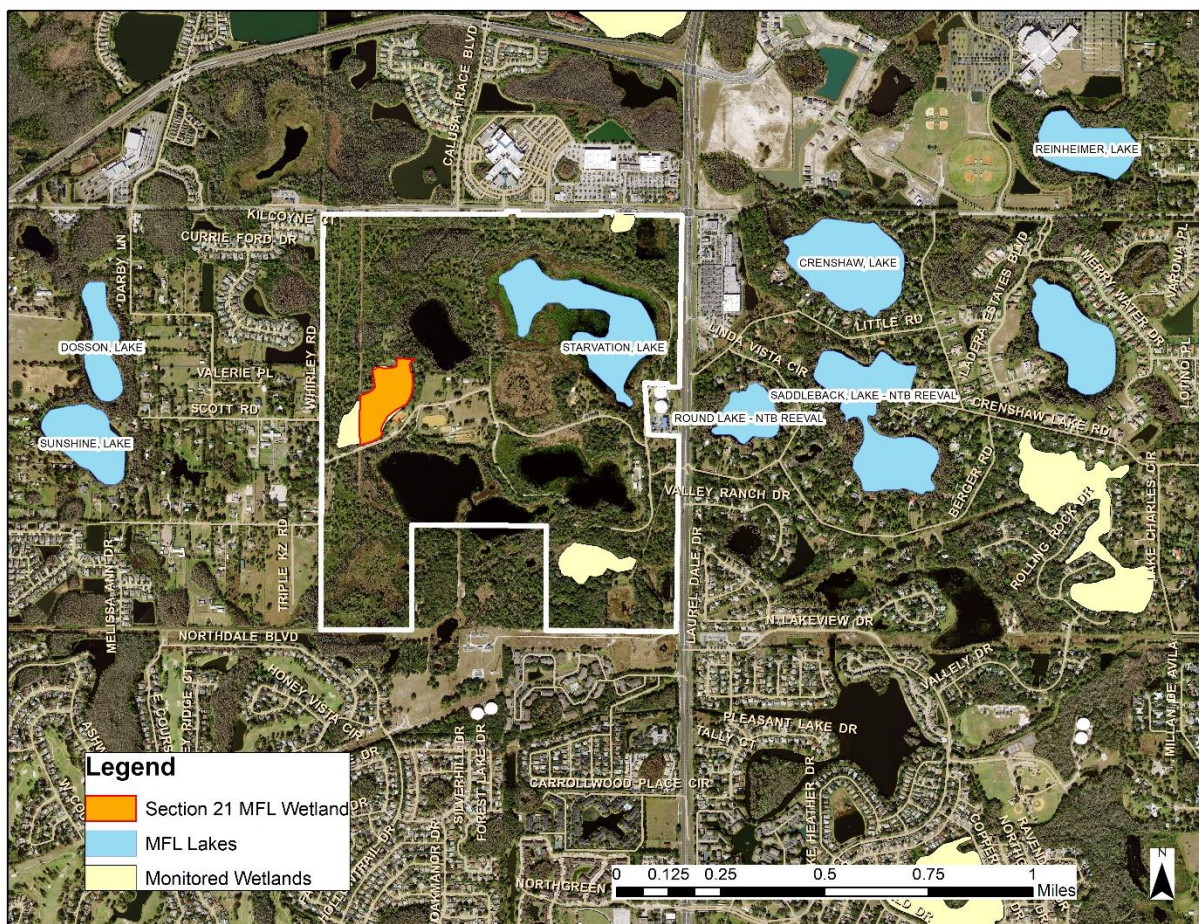 CALUSA TRACE BLVD
REINHEIMER, LAKE
KILCOYNE CT
CURRIE FORD DR
DARBY LN
CRENSHAW, LAKE
LADERA ESTATES BLVD
MERRY WATER DR
JARONA PL
LITTLE RD
LINDA VISTA CIR
WHIRLEY RD
DOSSON, LAKE
STARVATION, LAKE
VALERIE PL
LOVINO PL
SADDLEBACK, LAKE - NTB REEVAL
SCOTT RD
ROUND LAKE - NTB REEVAL
CRENSHAW LAKE RD
SUNSHINE, LAKE
BERGER RD
VALLEY RANCH DR
ROLLING ROCK DR
LAKE CHARLES CIR
TRIPLE KZ RD
MELISSA ANN DR
LAUREL DALE DR
NORTHDALE BLVD
N LAKEVIEW DR
VALLELY DR
MILLAN DE AVILA
HONEY VISTA CIR
PLEASANT LAKE DR
TALLY CT
SILVERHILL DR
FOREST LAKE DR
CARROLLWOOD PLACE CIR
OAKMANOR DR
NORTHGREEN
Legend
Section 21 MFL Wetland
MFL Lakes
Monitored Wetlands
0 0.125 0.25 0.5 0.75 1
Miles
N